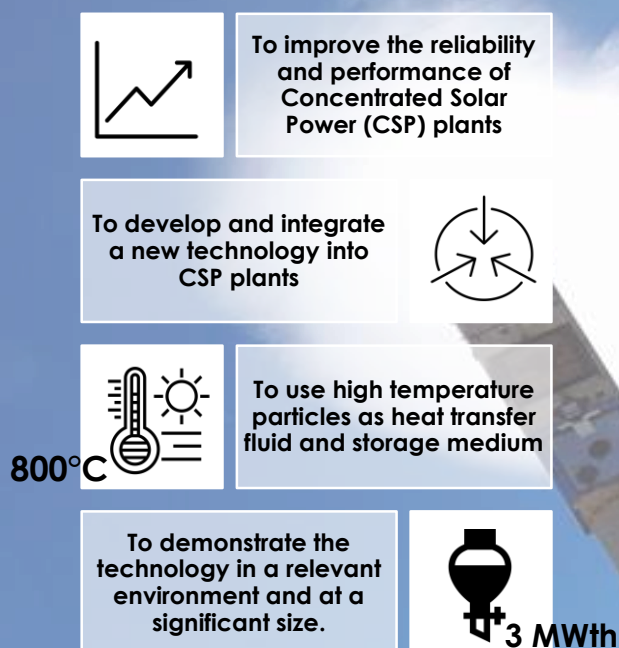 To improve the reliability
and performance of
Concentrated Solar
Power (CSP) plants
To develop and integrate
a new technology into
CSP plants
800°C
To use high temperature
particles as heat transfer
fluid and storage medium
To demonstrate the
technology in a relevant
environment and at a
significant size.
3 MWth